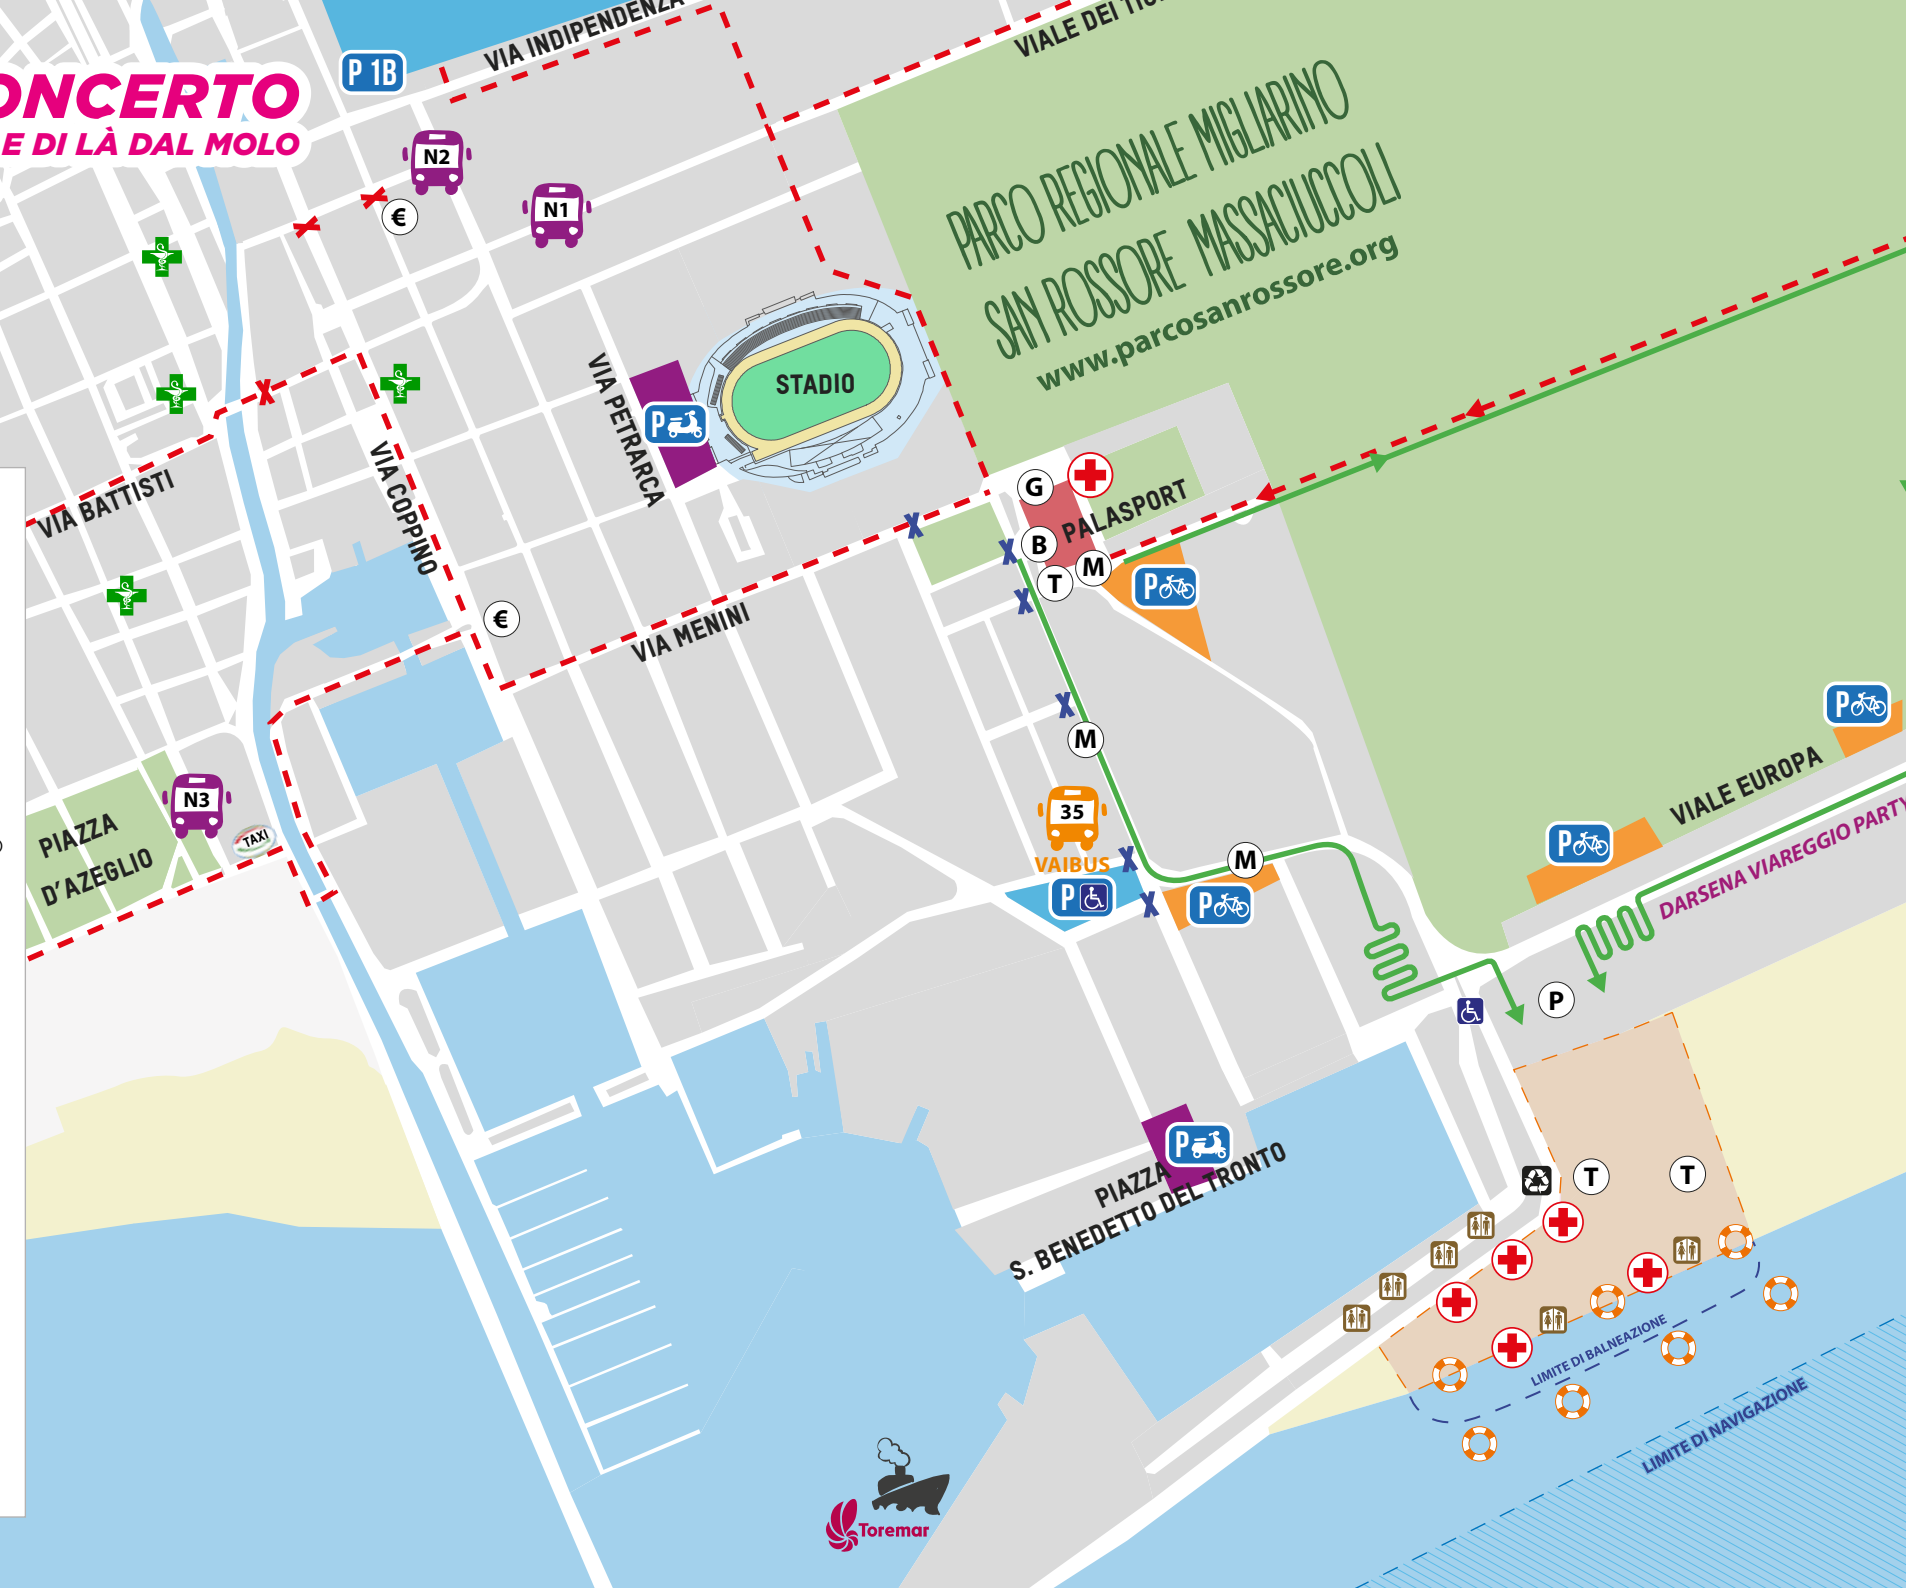 VIA INDIPENDENZA
VIALE DEI
P 1B
ONCERTO
E DI LÀ DAL MOLO
N2
N1
€
PARCO REGIONALE MIGLIARINO
SAN ROSSORE MASSACIUCCOLI
www.parcosanrossore.org
STADIO
VIA PETRARCA
P
VIA BATTISTI
VIA COPPINO
G
PALASPORT
B
M
T
P
€
VIA MENINI
P
M
VIALE EUROPA
N3
TAXI
PIAZZA
D'AZEGLIO
35
VAIBUS
M
P
P
P
DARSENA VIAREGGIO PARTY
P
PIAZZA
S. BENEDETTO DEL TRONTO
P
T
T
LIMITE DI BALNEAZIONE
LIMITE DI NAVIGAZIONE
Toremar